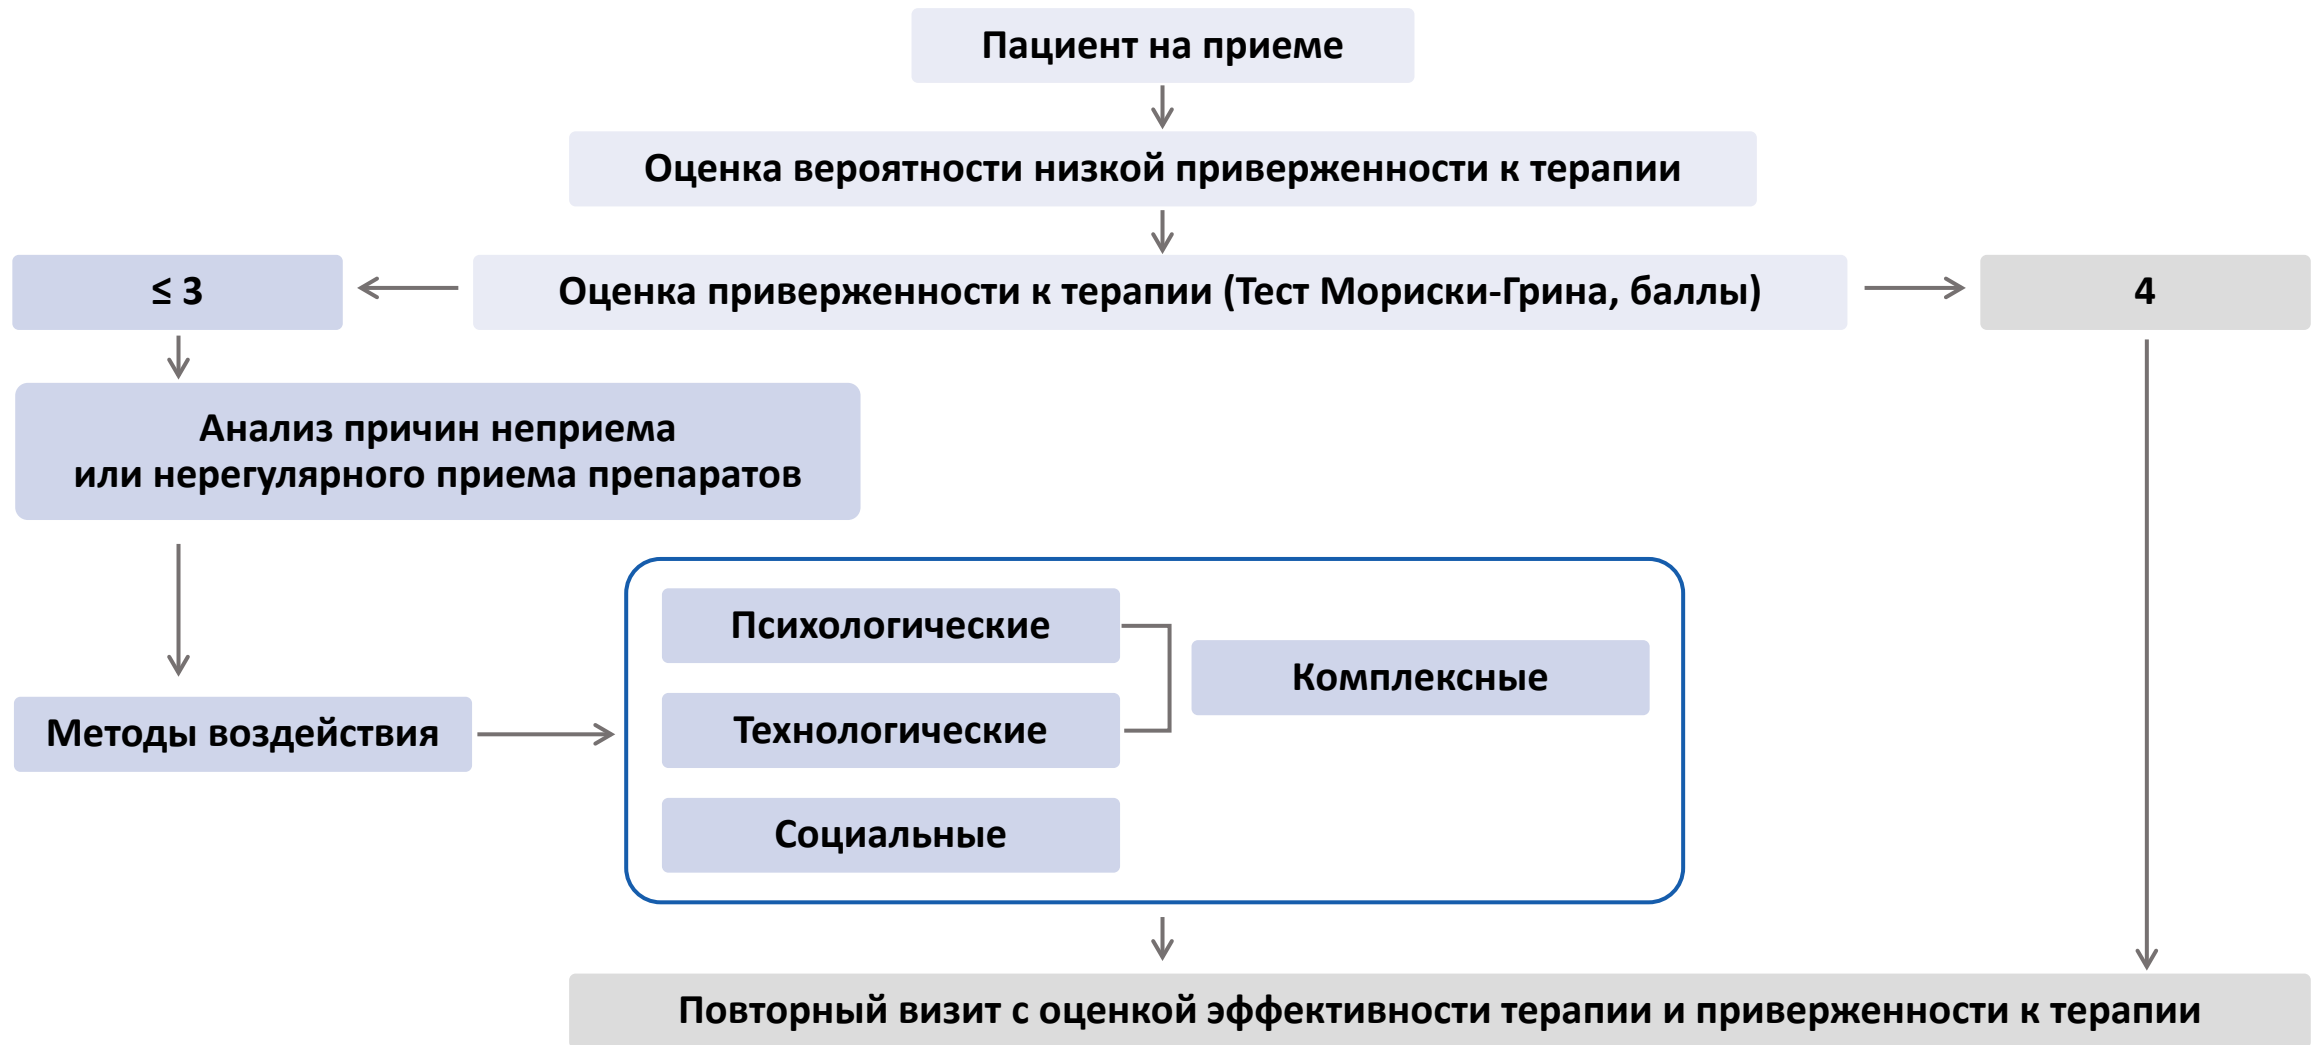 Пациент на приеме
Оценка вероятности низкой приверженности к терапии
≤ 3
Оценка приверженности к терапии (Тест Мориски-Грина, баллы)
4
Анализ причин неприема
или нерегулярного приема препаратов
Психологические
Комплексные
Методы воздействия
Технологические
Социальные
Повторный визит с оценкой эффективности терапии и приверженности к терапии